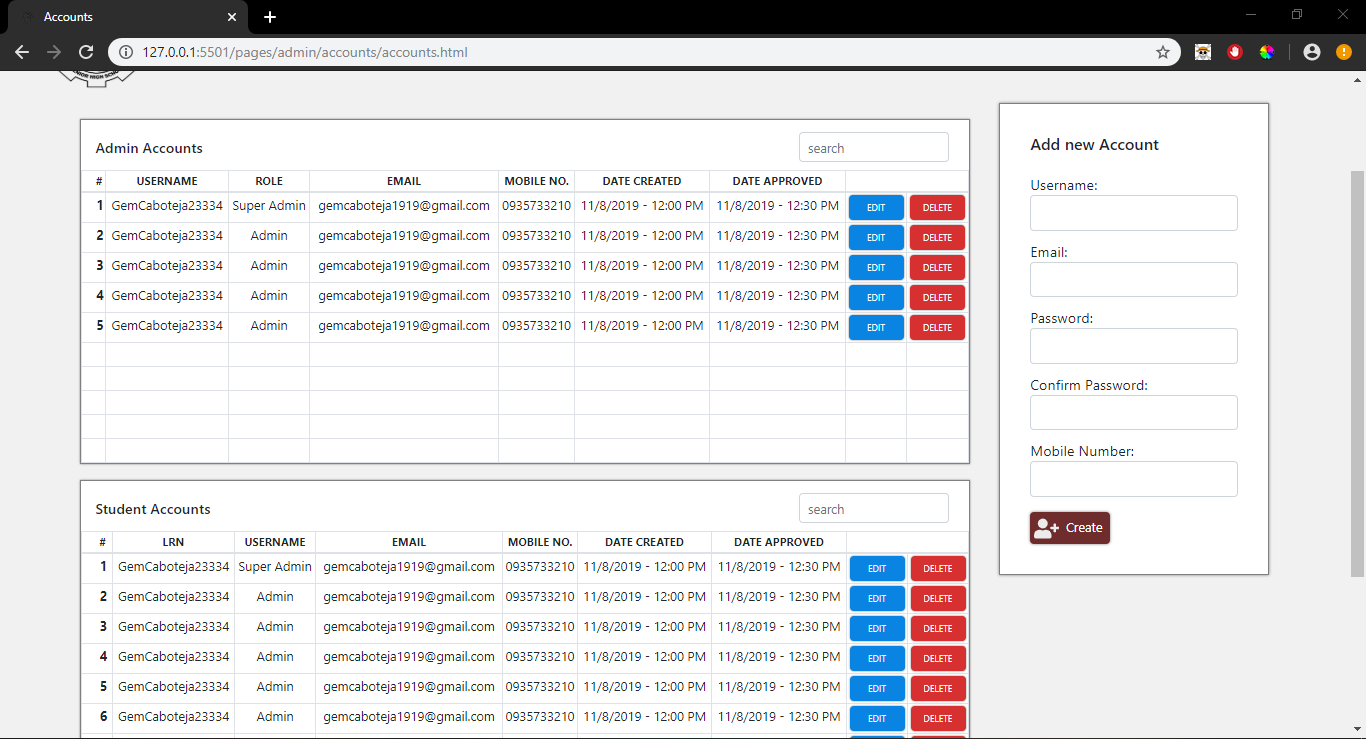 Accounts
127.0.0.1:5501/pages/admin/accounts/accounts.html
Admin Accounts
search
# USERNAME ROLE EMAIL MOBILE NO. DATE CREATED DATE APPROVED
1 GemCaboteja23334 Super Admin gemcaboteja1919@gmail.com 0935733210 11/8/2019 - 12:00 PM 11/8/2019 - 12:30 PM EDIT DELETE
2 GemCaboteja23334 Admin gemcaboteja1919@gmail.com 0935733210 11/8/2019 - 12:00 PM 11/8/2019 - 12:30 PM EDIT DELETE
3 GemCaboteja23334 Admin gemcaboteja1919@gmail.com 0935733210 11/8/2019 - 12:00 PM 11/8/2019 - 12:30 PM EDIT DELETE
4 GemCaboteja23334 Admin gemcaboteja1919@gmail.com 0935733210 11/8/2019 - 12:00 PM 11/8/2019 - 12:30 PM EDIT DELETE
5 GemCaboteja23334 Admin gemcaboteja1919@gmail.com 0935733210 11/8/2019 - 12:00 PM 11/8/2019 - 12:30 PM EDIT DELETE
Student Accounts
search
# LRN USERNAME EMAIL MOBILE NO. DATE CREATED DATE APPROVED
1 GemCaboteja23334 Super Admin gemcaboteja1919@gmail.com 0935733210 11/8/2019 - 12:00 PM 11/8/2019 - 12:30 PM EDIT DELETE
2 GemCaboteja23334 Admin gemcaboteja1919@gmail.com 0935733210 11/8/2019 - 12:00 PM 11/8/2019 - 12:30 PM EDIT DELETE
3 GemCaboteja23334 Admin gemcaboteja1919@gmail.com 0935733210 11/8/2019 - 12:00 PM 11/8/2019 - 12:30 PM EDIT DELETE
4 GemCaboteja23334 Admin gemcaboteja1919@gmail.com 0935733210 11/8/2019 - 12:00 PM 11/8/2019 - 12:30 PM EDIT DELETE
5 GemCaboteja23334 Admin gemcaboteja1919@gmail.com 0935733210 11/8/2019 - 12:00 PM 11/8/2019 - 12:30 PM EDIT DELETE
6 GemCaboteja23334 Admin gemcaboteja1919@gmail.com 0935733210 11/8/2019 - 12:00 PM 11/8/2019 - 12:30 PM EDIT DELETE
Add new Account
Username:
Email:
Password:
Confirm Password:
Mobile Number:
Create